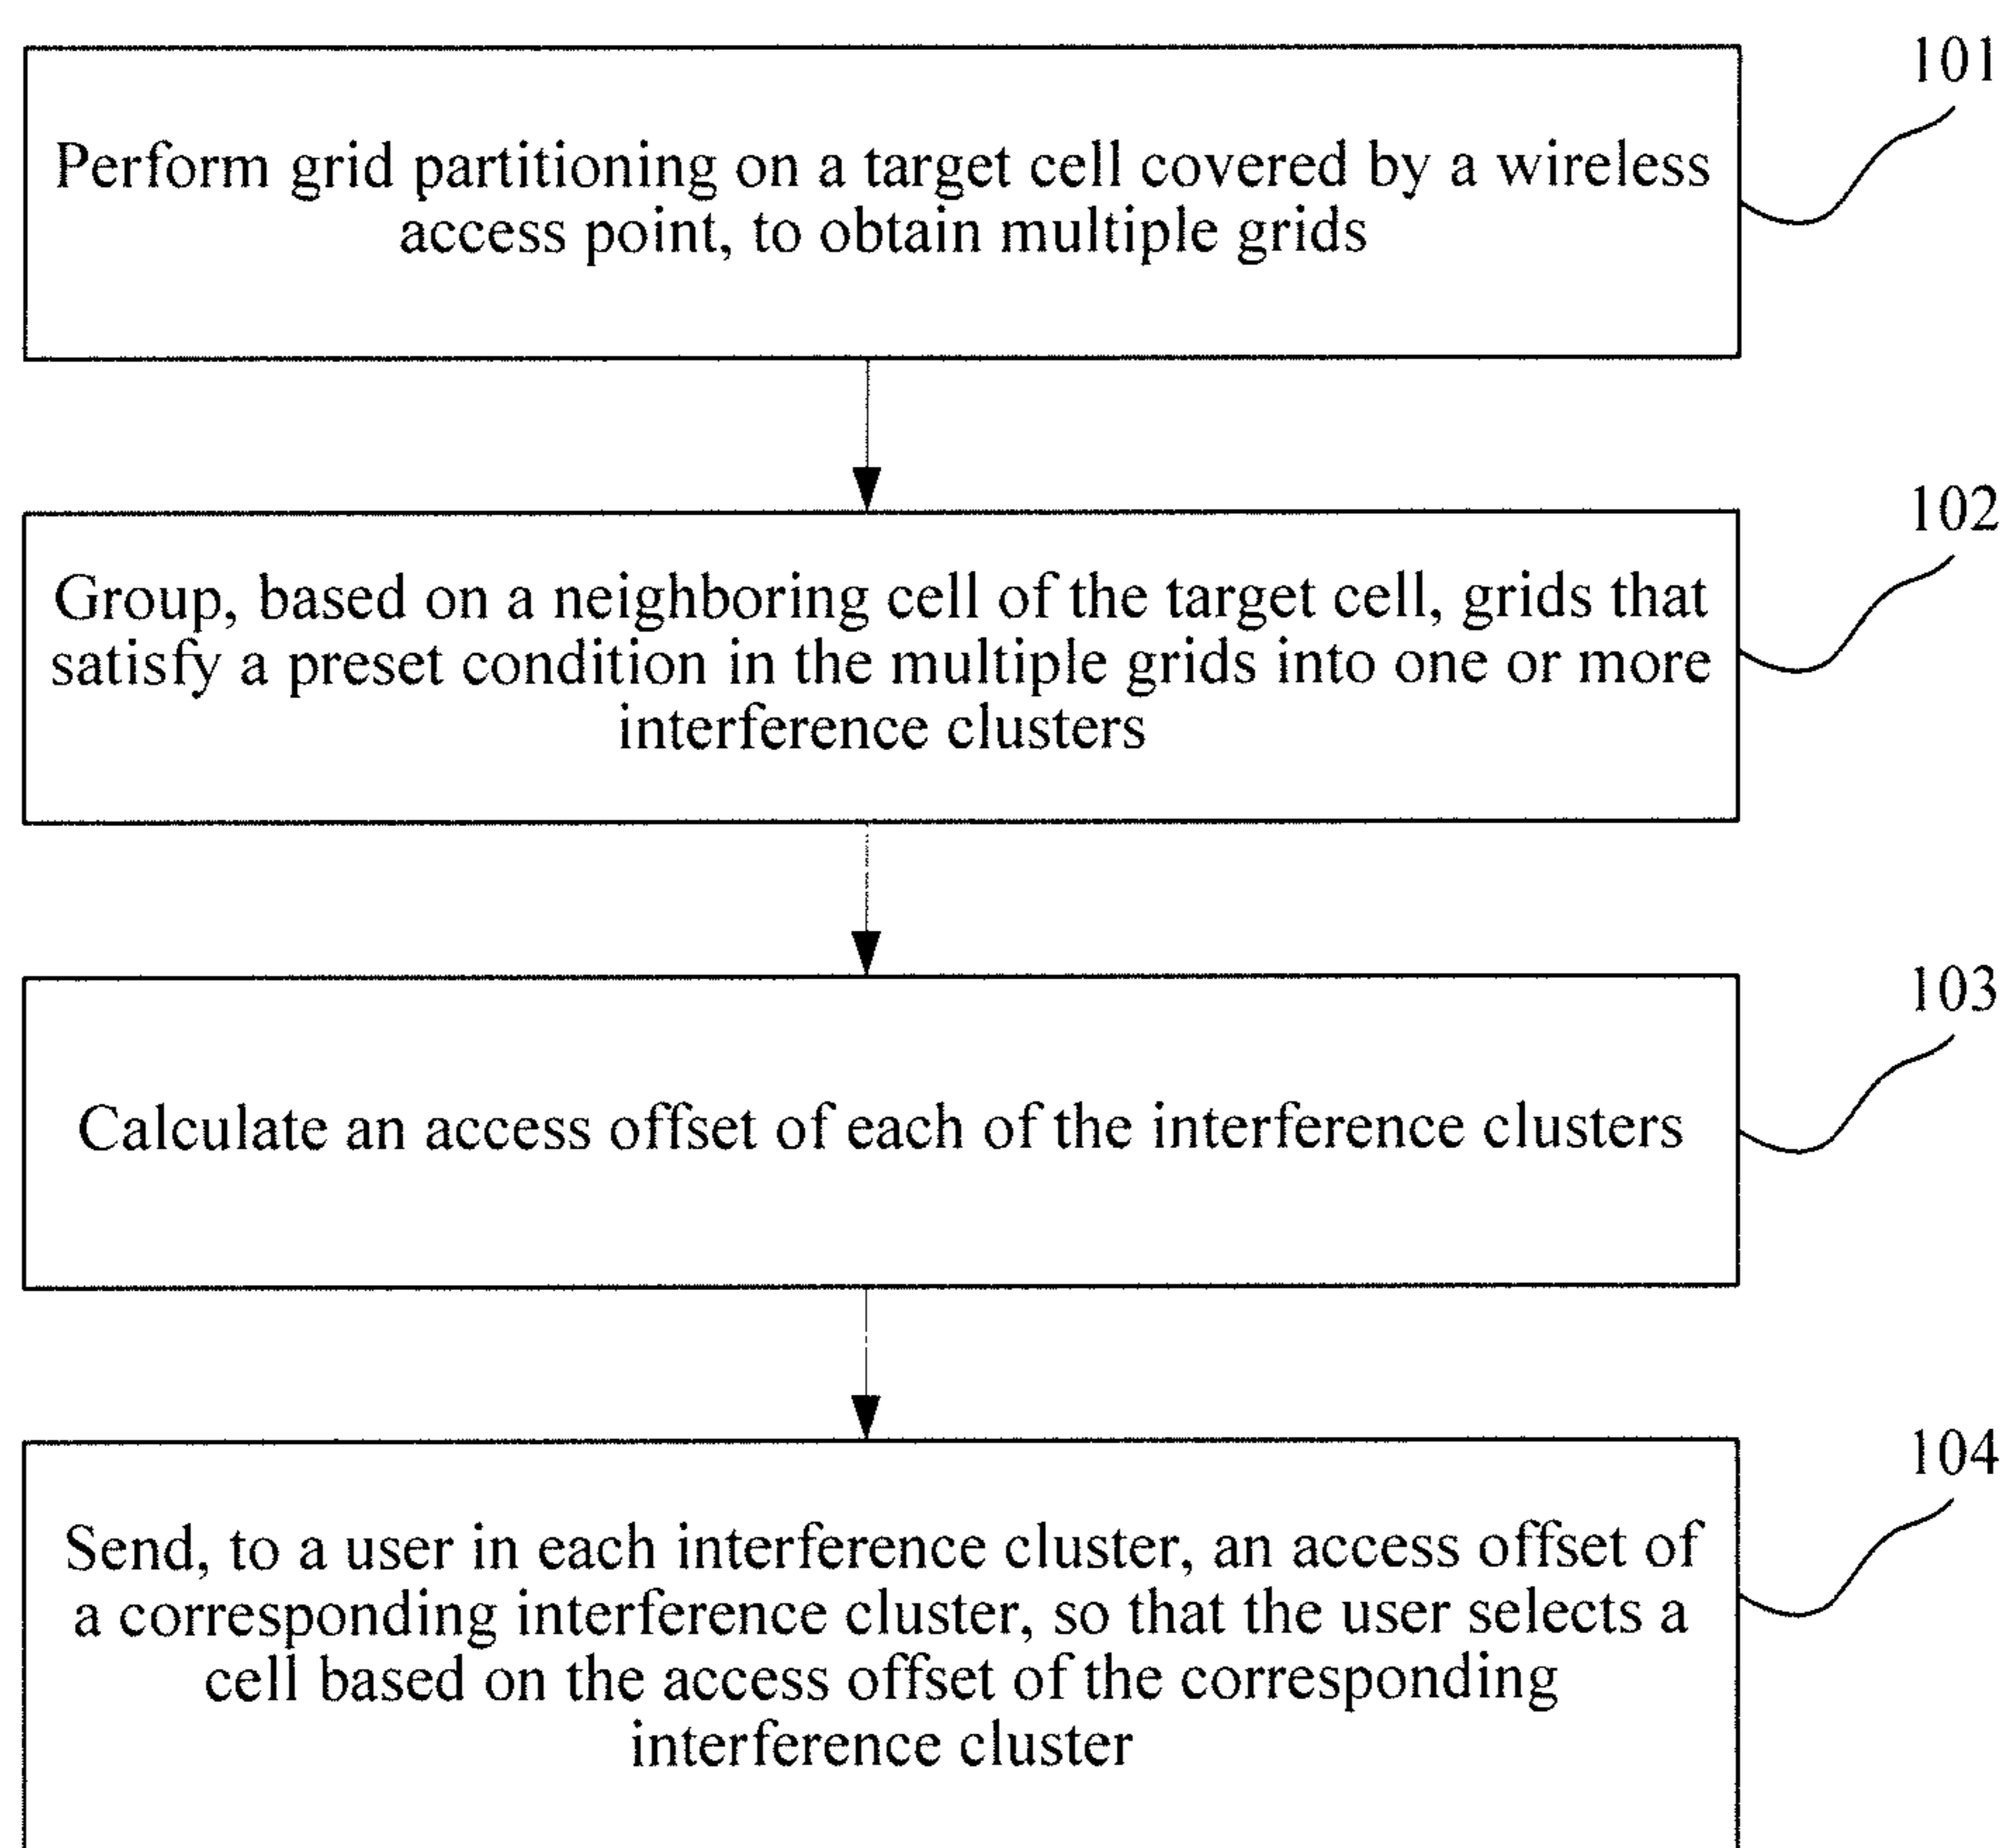 101
Perform grid partitioning on a target cell covered by a wireless
access point, to obtain multiple grids
102
Group, based on a neighboring cell of the target cell, grids that
satisfy a preset condition in the multiple grids into one or more
interference clusters
103
Calculate an access offset of each of the interference clusters
104
Send, to a user in each interference cluster, an access offset of
a corresponding interference cluster, so that the user selects a
cell based on the access offset of the corresponding
interference cluster